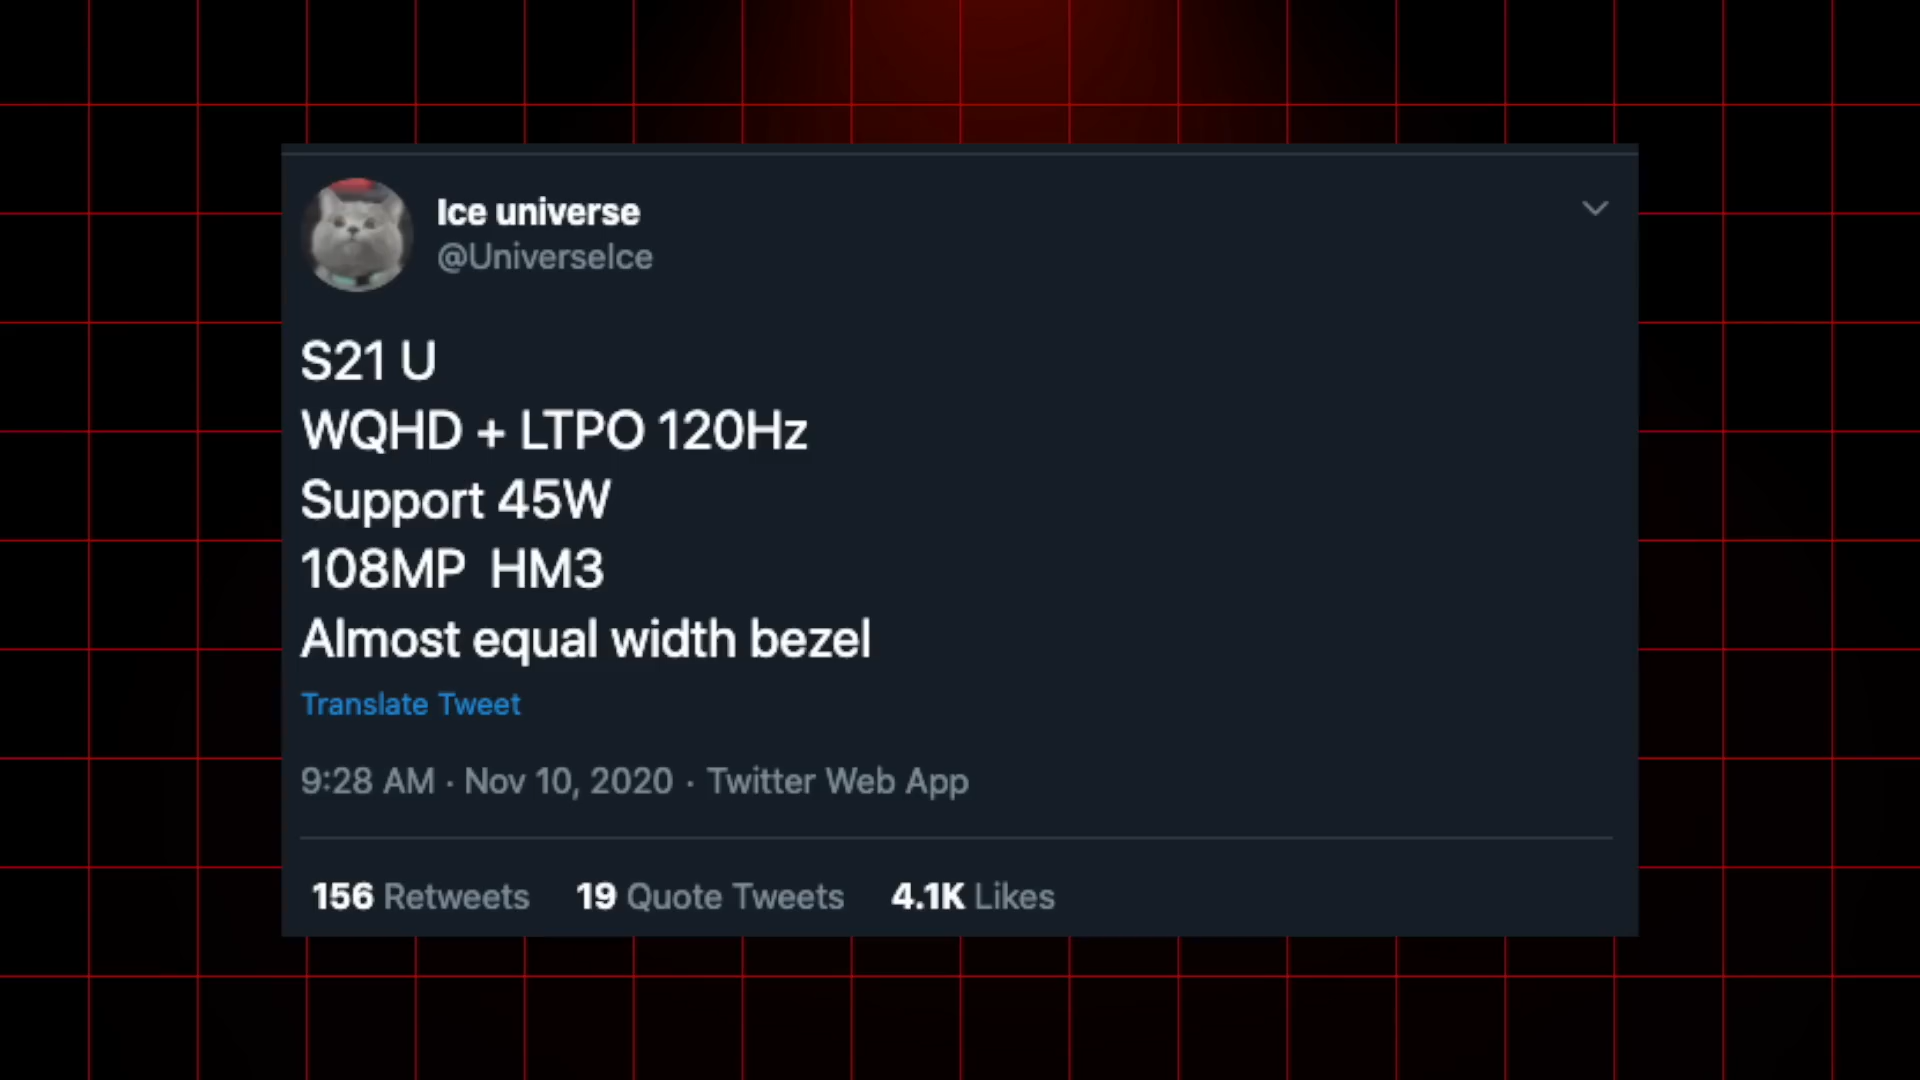 Ice universe
@UniverseIce
S21 U
WQHD + LTPO 120Hz
Support 45W
108MP  HM3
Almost equal width bezel
Translate Tweet
9:28 AM · Nov 10, 2020 · Twitter Web App
156 Retweets 19 Quote Tweets 4.1K Likes